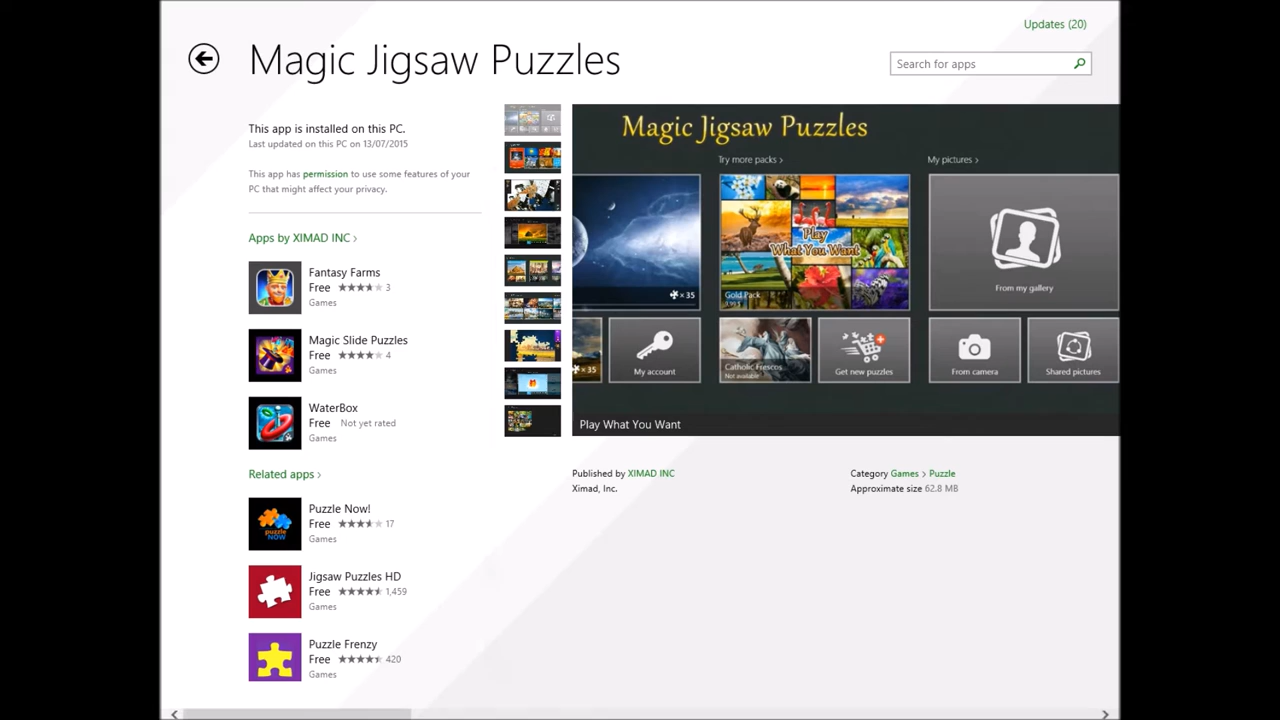 Updates (20)
Magic Jigsaw Puzzles
Search for apps
This app is installed on this PC.
Last updated on this PC on 13/07/2015
This app has permission to use some features of your
PC that might affect your privacy.
Apps by XIMAD INC ›
Fantasy Farms
Free 3
Games
Magic Slide Puzzles
Free 4
Games
WaterBox
Free Not yet rated
Games
Related apps ›
Puzzle Now!
Free 17
Games
puzzle
NOW
Jigsaw Puzzles HD
Free 1,459
Games
Puzzle Frenzy
Free 420
Games
Magic Jigsaw Puzzles
Try more packs ›
My pictures ›
× 35
Play
What You Want
Gold Pack
From my gallery
× 35
My account
Catholic Frescos
Not available
Get new puzzles
From camera
Shared pictures
Play What You Want
Published by XIMAD INC
Ximad, Inc.
Category Games › Puzzle
Approximate size 62.8 MB